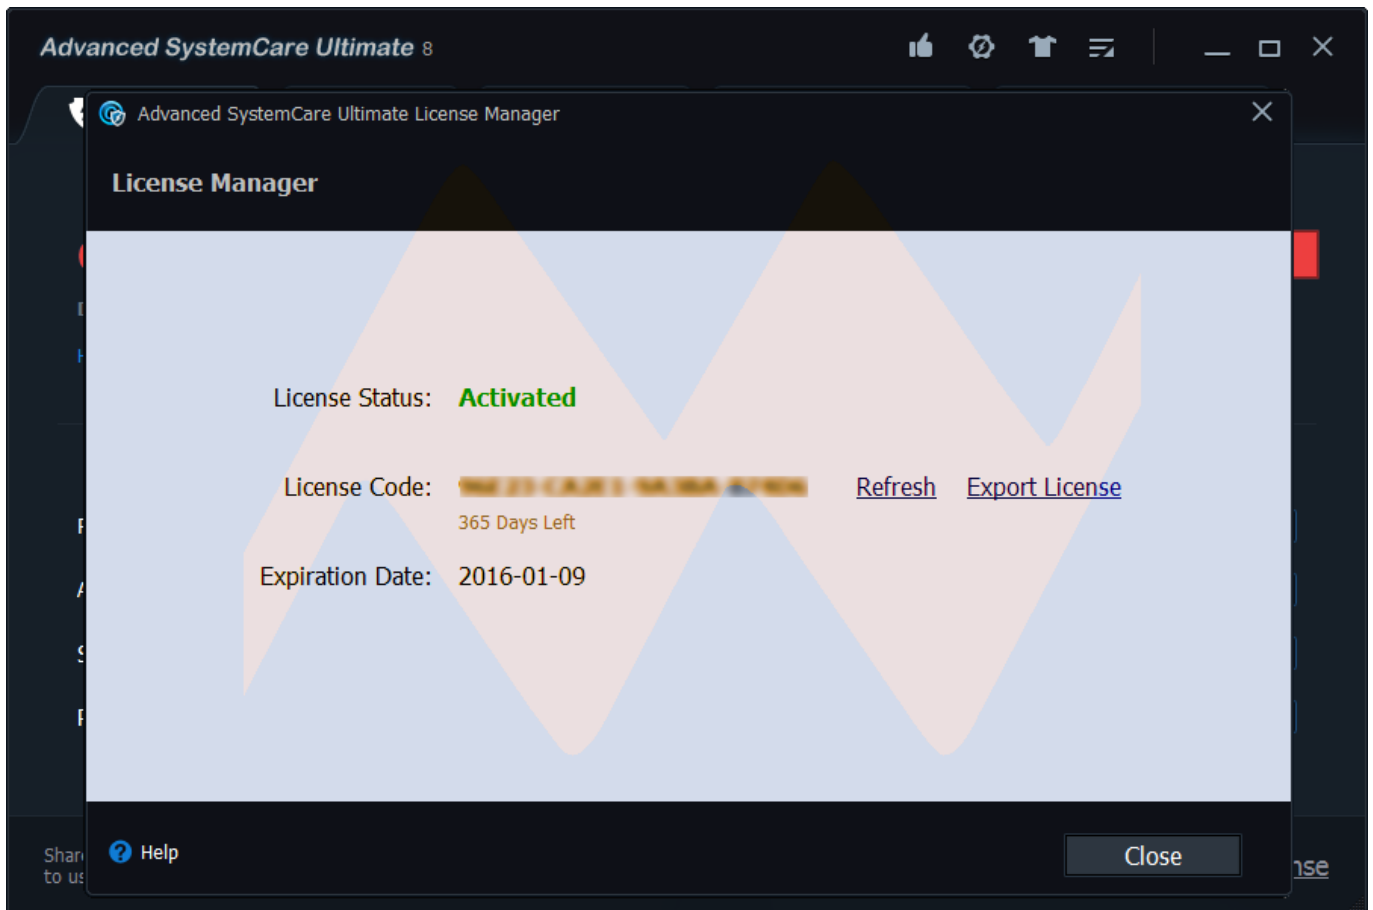 Advanced SystemCare Ultimate 8
Advanced SystemCare Ultimate License Manager
License Manager
License Status: Activated
License Code: Refresh Export License
365 Days Left
Expiration Date: 2016-01-09
Help
Close
to